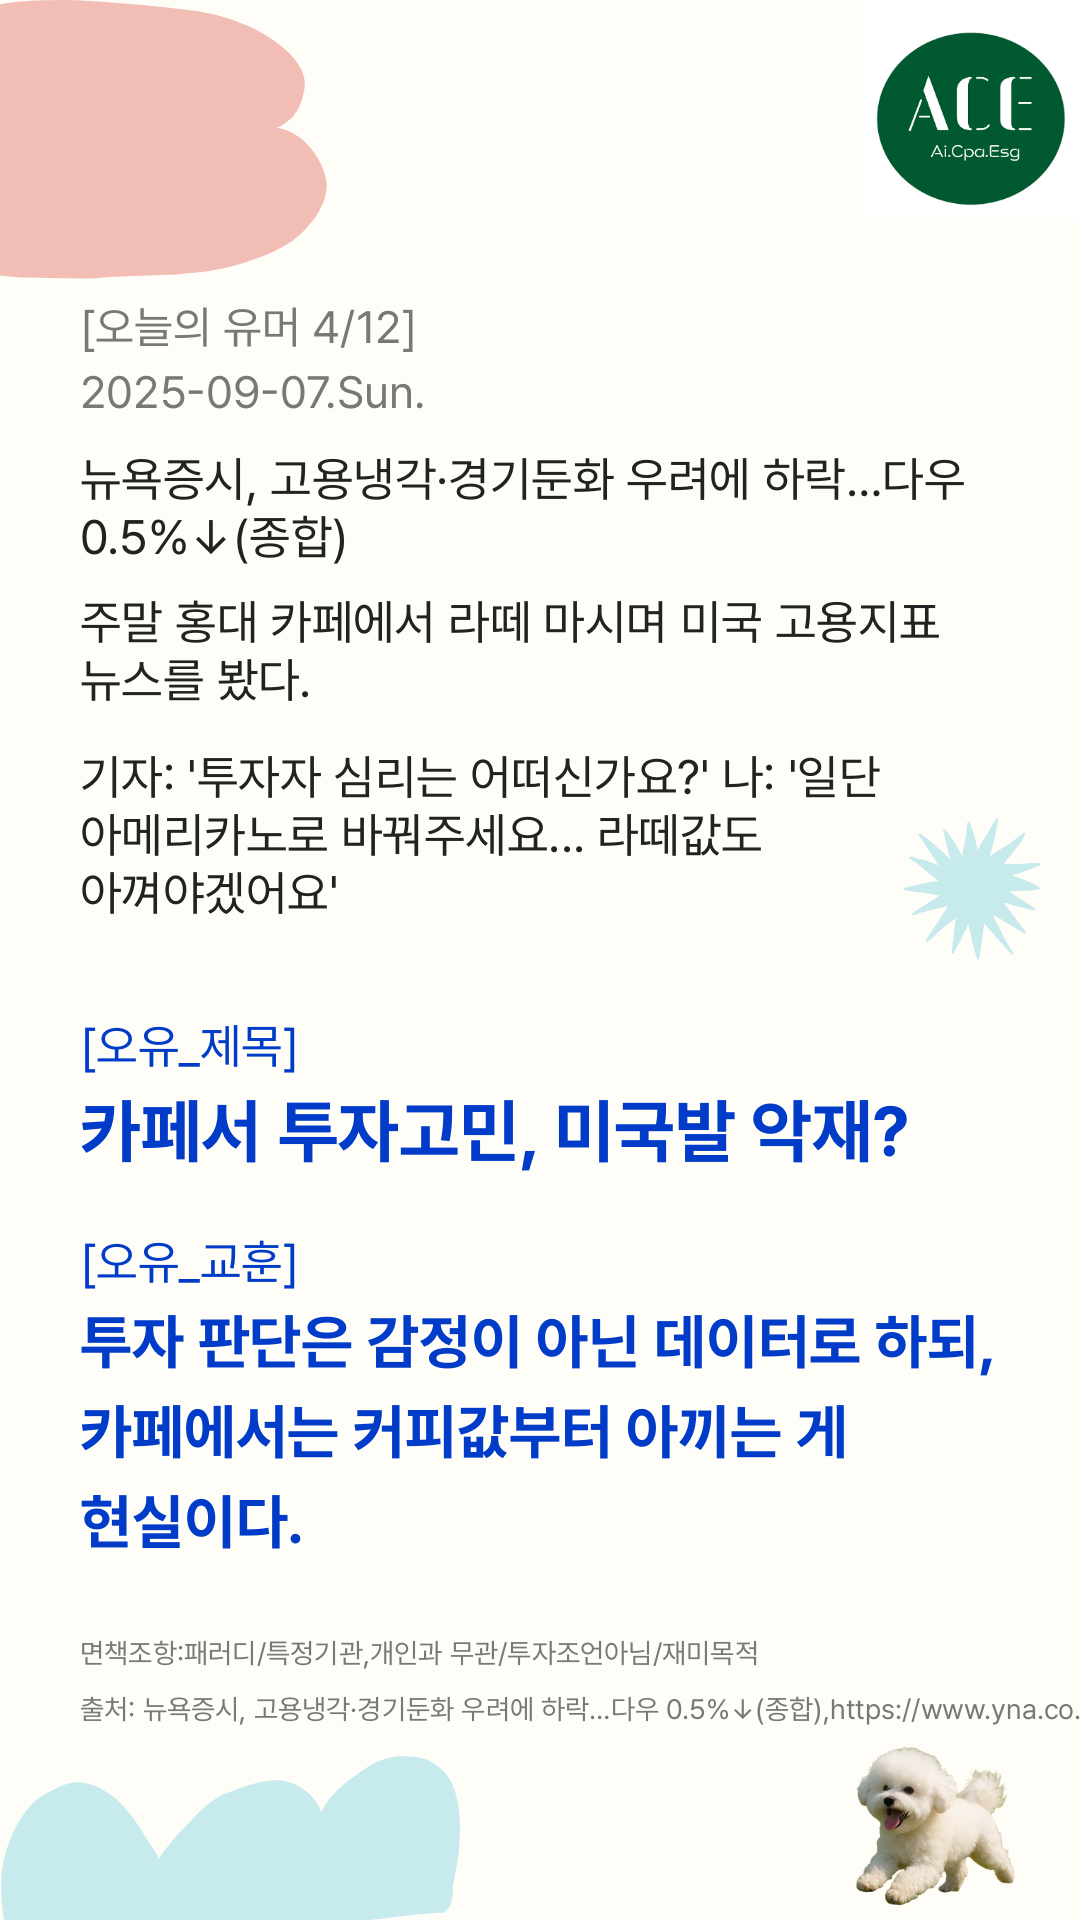 ACE
Ai.Cpa.Esg
[오늘의 유머 4/12]
2025-09-07.Sun.
뉴욕증시, 고용냉각·경기둔화 우려에 하락…다우
0.5%↓(종합)
주말 홍대 카페에서 라떼 마시며 미국 고용지표
뉴스를 봤다.
기자: '투자자 심리는 어떠신가요?' 나: '일단
아메리카노로 바꿔주세요... 라떼값도
아껴야겠어요'
[오유_제목]
카페서 투자고민, 미국발 악재?
[오유_교훈]
투자 판단은 감정이 아닌 데이터로 하되,
카페에서는 커피값부터 아끼는 게
현실이다.
면책조항:패러디/특정기관,개인과 무관/투자조언아님/재미목적
출처: 뉴욕증시, 고용냉각·경기둔화 우려에 하락…다우 0.5%↓(종합),https://www.yna.co.